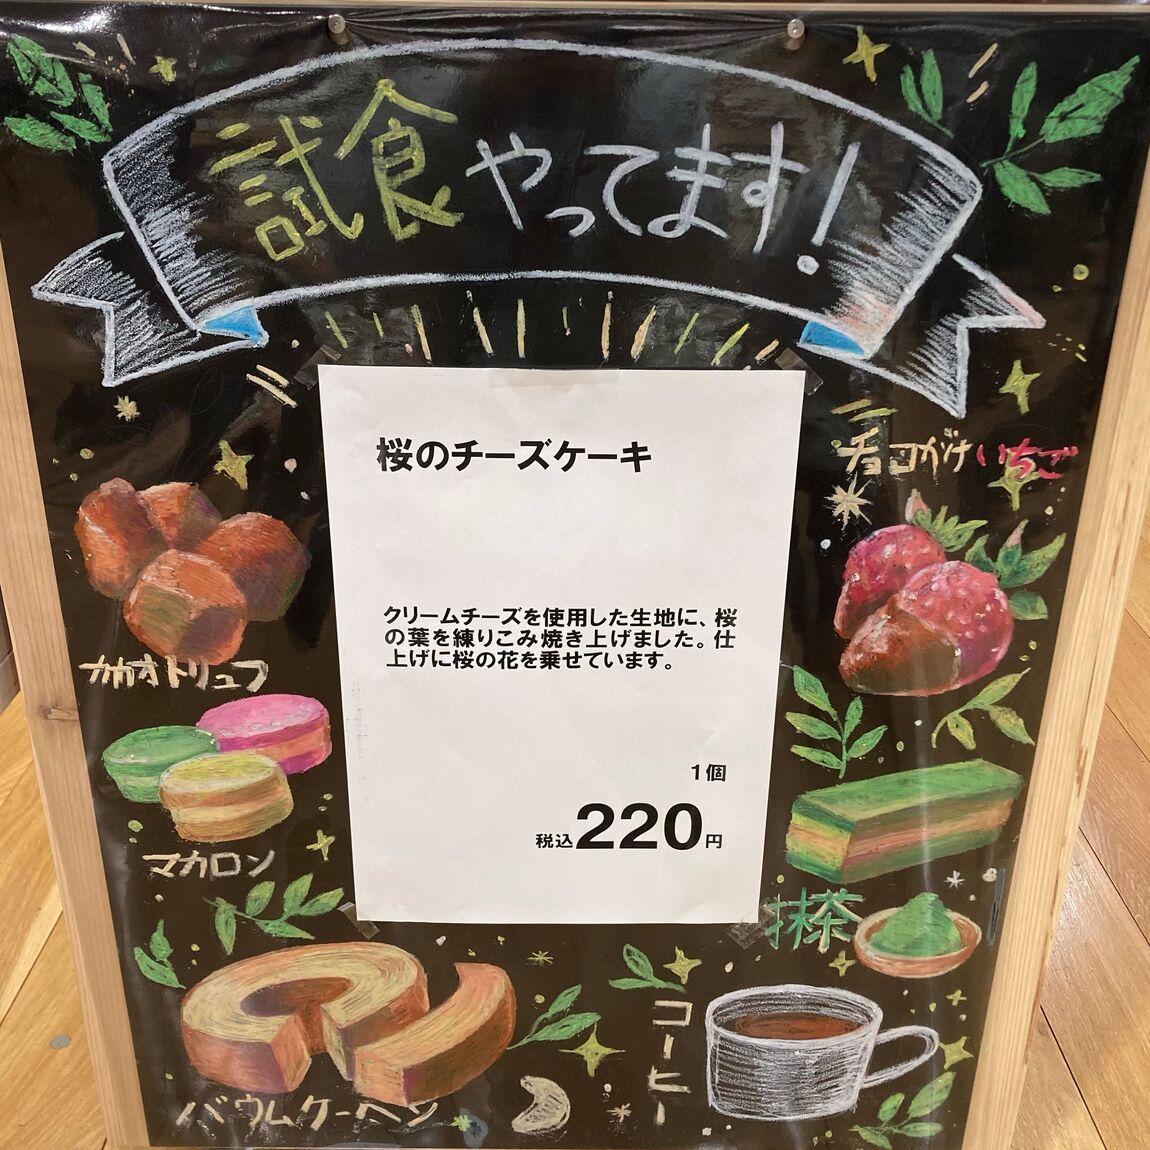 試食やってます!
桜のチーズケーキ
クリームチーズを使用した生地に、桜
の葉を練りこみ焼き上げました。仕
上げに桜の花を乗せています。
1個
税込220円
チョコがけいちご
カカオトリュフ
マカロン
抹茶
コーヒー
バウムクーヘン